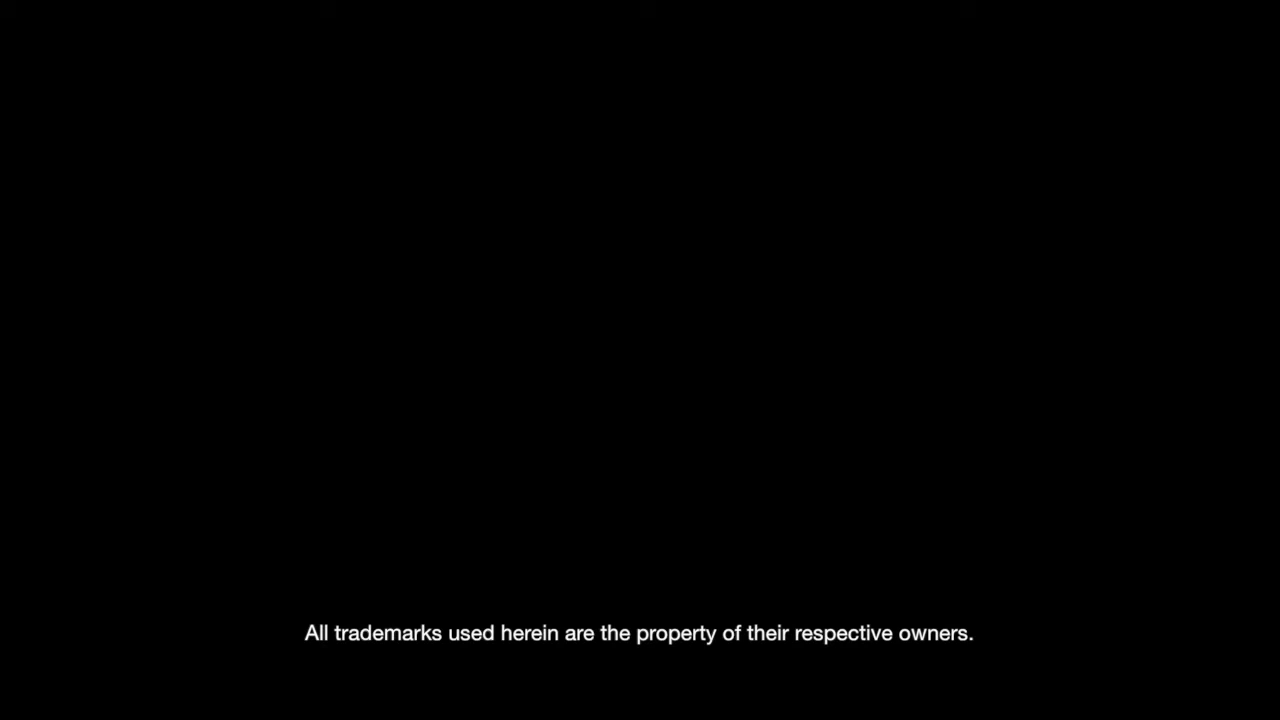 All trademarks used herein are the property of their respective owners.